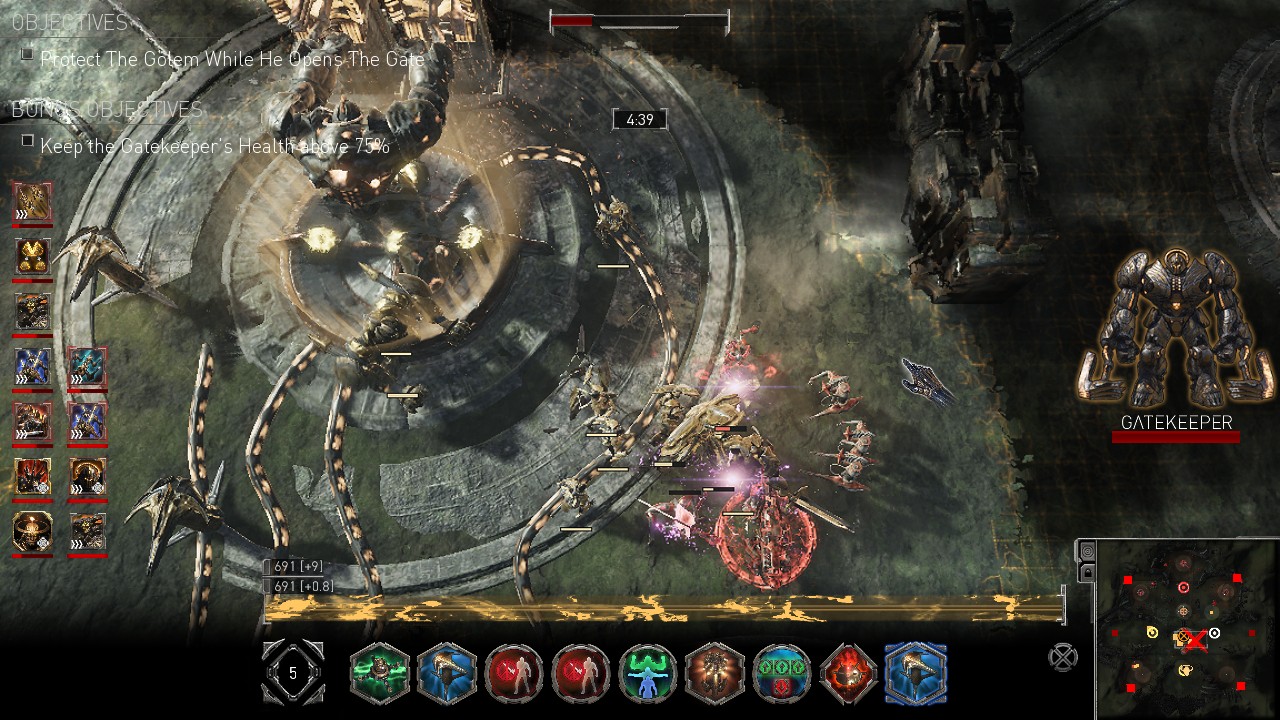 OBJECTIVES
Protect The Golem While He Opens The Gate
BONUS OBJECTIVES
Keep the Gatekeeper's Health above 75%
4:39
GATEKEEPER
691 [+9]
691 [+0.8]
5